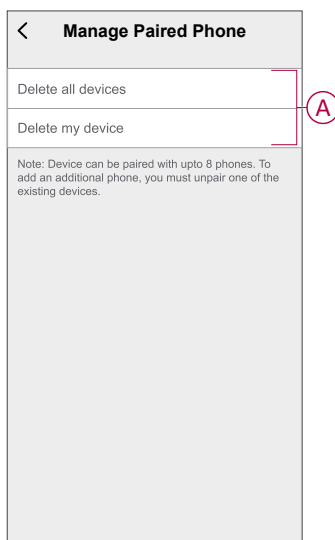 Manage Paired Phone
Delete all devices
A
Delete my device
Note: Device can be paired with upto 8 phones. To
add an additional phone, you must unpair one of the
existing devices.